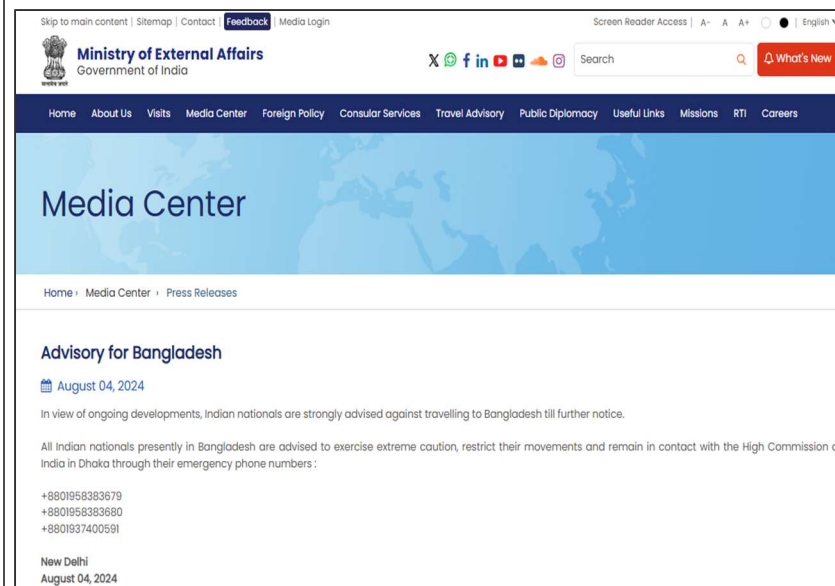 Skip to main content | Sitemap | Contact | Feedback | Media Login
Screen Reader Access | A- A A+ | English
Ministry of External Affairs
Government of India
सत्यमेव जयते
Search
What's New
Home About Us Visits Media Center Foreign Policy Consular Services Travel Advisory Public Diplomacy Useful Links Missions RTI Careers
Media Center
Home › Media Center › Press Releases
Advisory for Bangladesh
August 04, 2024
In view of ongoing developments, Indian nationals are strongly advised against travelling to Bangladesh till further notice.
All Indian nationals presently in Bangladesh are advised to exercise extreme caution, restrict their movements and remain in contact with the High Commission
India in Dhaka through their emergency phone numbers :
+8801958383679
+8801958383680
+8801937400591
New Delhi
August 04, 2024